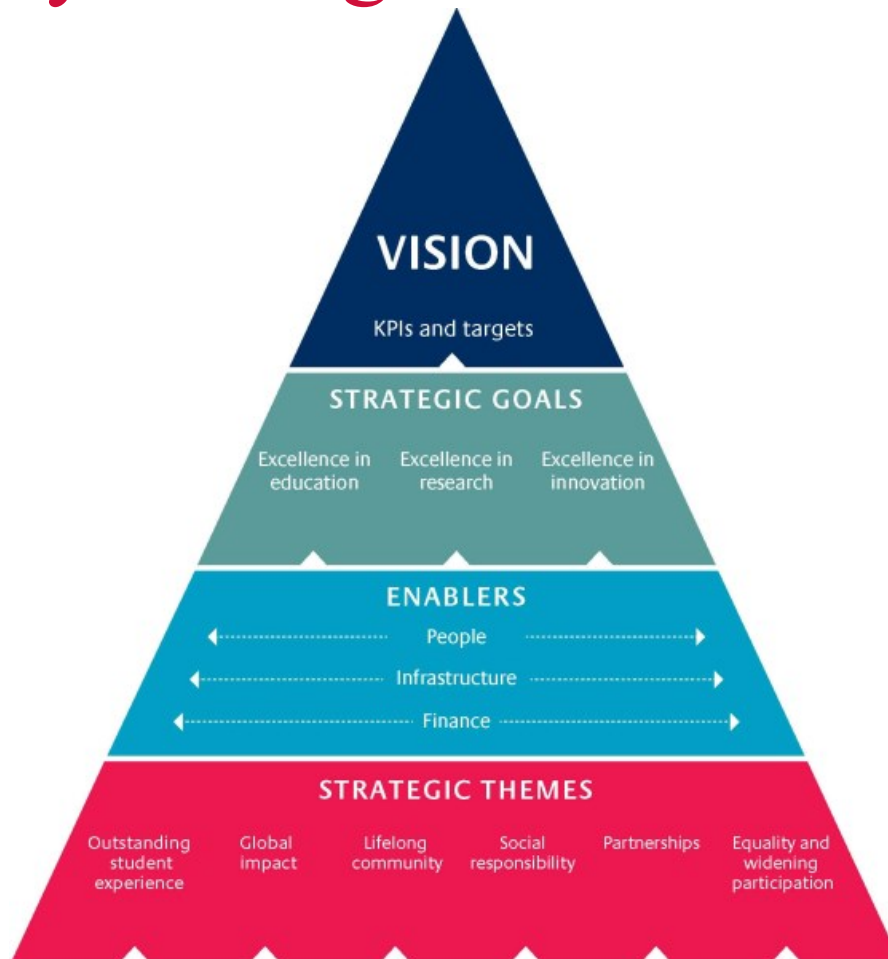 VISION
KPIs and targets
STRATEGIC GOALS
Excellence in education
Excellence in research
Excellence in innovation
ENABLERS
People
Infrastructure
Finance
STRATEGIC THEMES
Outstanding student experience
Global impact
Lifelong community
Social responsibility
Partnerships
Equality and widening participation